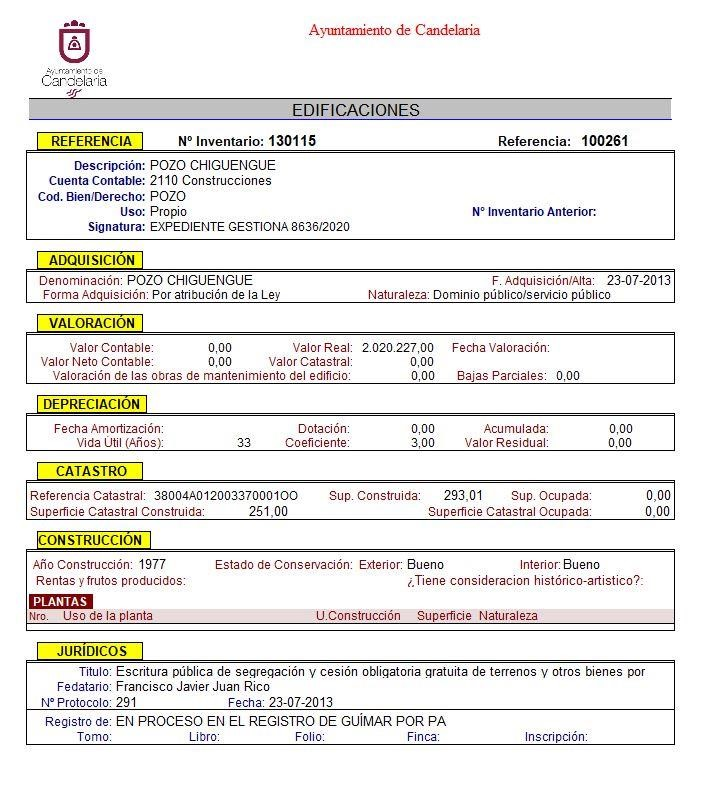 Ayuntamiento de Candelaria
Ayuntamiento de
Candelaria
EDIFICACIONES
REFERENCIA Nº Inventario: 130115 Referencia: 100261
Descripción: POZO CHIGUENGUE
Cuenta Contable: 2110 Construcciones
Cod. Bien/Derecho: POZO
Uso: Propio Nº Inventario Anterior:
Signatura: EXPEDIENTE GESTIONA 8636/2020
ADQUISICIÓN
Denominación: POZO CHIGUENGUE F. Adquisición/Alta: 23-07-2013
Forma Adquisición: Por atribución de la Ley Naturaleza: Dominio público/servicio público
VALORACIÓN
Valor Contable: 0,00 Valor Real: 2.020.227,00 Fecha Valoración:
Valor Neto Contable: 0,00 Valor Catastral: 0,00
Valoración de las obras de mantenimiento del edificio: 0,00 Bajas Parciales: 0,00
DEPRECIACIÓN
Fecha Amortización: Dotación: 0,00 Acumulada: 0,00
Vida Útil (Años): 33 Coeficiente: 3,00 Valor Residual: 0,00
CATASTRO
Referencia Catastral: 38004A012003370001OO Sup. Construida: 293,01 Sup. Ocupada: 0,00
Superficie Catastral Construida: 251,00 Superficie Catastral Ocupada: 0,00
CONSTRUCCIÓN
Año Construcción: 1977 Estado de Conservación: Exterior: Bueno Interior: Bueno
Rentas y frutos producidos: ¿Tiene consideracion histórico-artistico?:
PLANTAS
Nro. Uso de la planta U.Construcción Superficie Naturaleza
JURÍDICOS
Titulo: Escritura pública de segregación y cesión obligatoria gratuita de terrenos y otros bienes por
Fedatario: Francisco Javier Juan Rico
Nº Protocolo: 291 Fecha: 23-07-2013
Registro de: EN PROCESO EN EL REGISTRO DE GUÍMAR POR PA
Tomo: Libro: Folio: Finca: Inscripción: